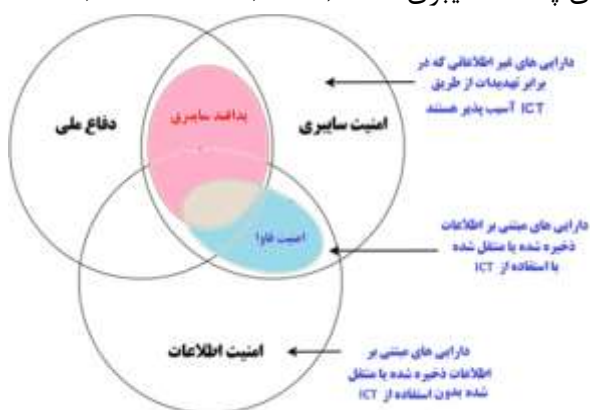 دارایی های غیر اطلاعاتی که در
برابر تهدیدات از طریق
ICT آسیب پذیر هستند
امنیت سایبری
پدافند سایبری
دفاع ملی
دارایی های مبتنی بر اطلاعات
ذخیره شده یا منتقل شده
با استفاده از ICT
امنیت فاوا
امنیت اطلاعات
دارایی های مبتنی بر
اطلاعات ذخیره شده یا منتقل
شده بدون استفاده از ICT